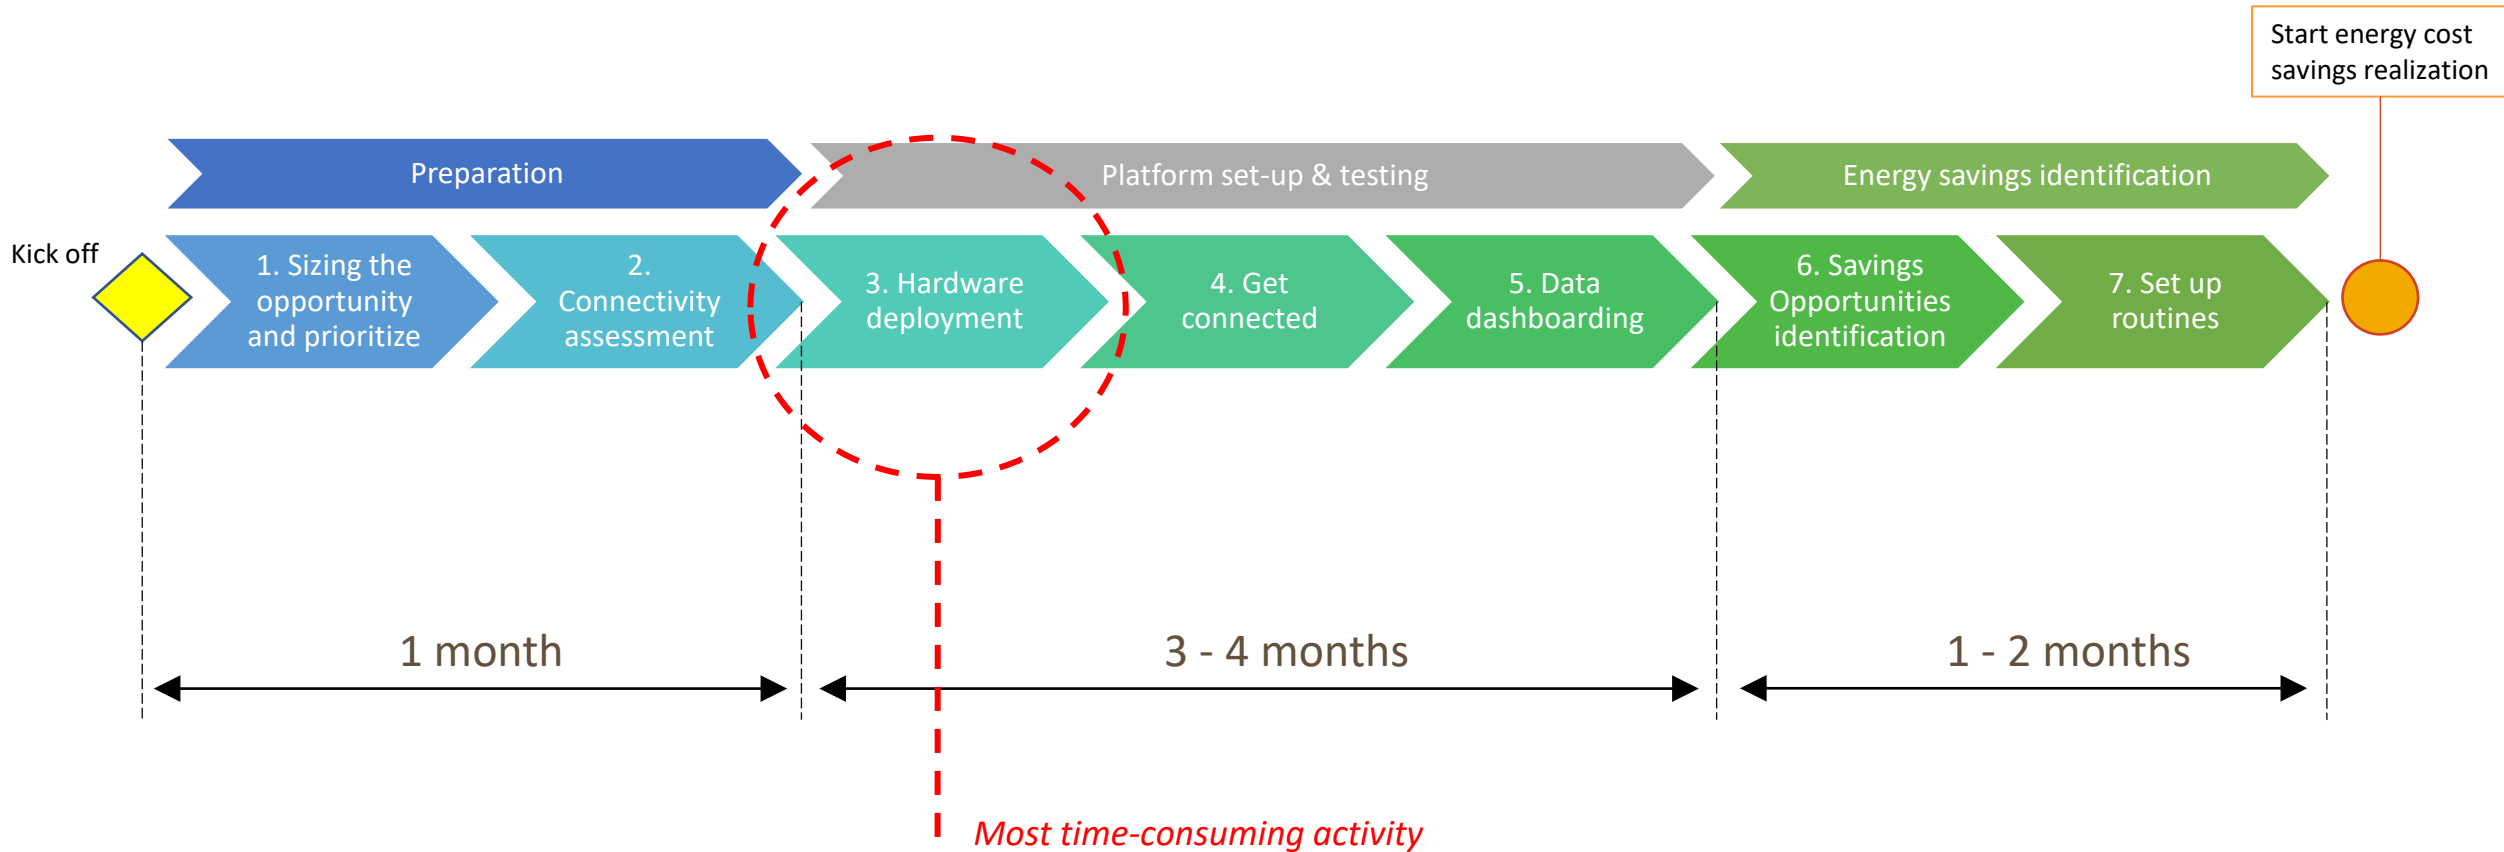 Start energy cost
savings realization
Preparation
Platform set-up & testing
Energy savings identification
Kick off
1. Sizing the
opportunity
and prioritize
2.
Connectivity
assessment
3. Hardware
deployment
4. Get
connected
5. Data
dashboarding
6. Savings
Opportunities
identification
7. Set up
routines
1 month
3 - 4 months
1 - 2 months
Most time-consuming activity